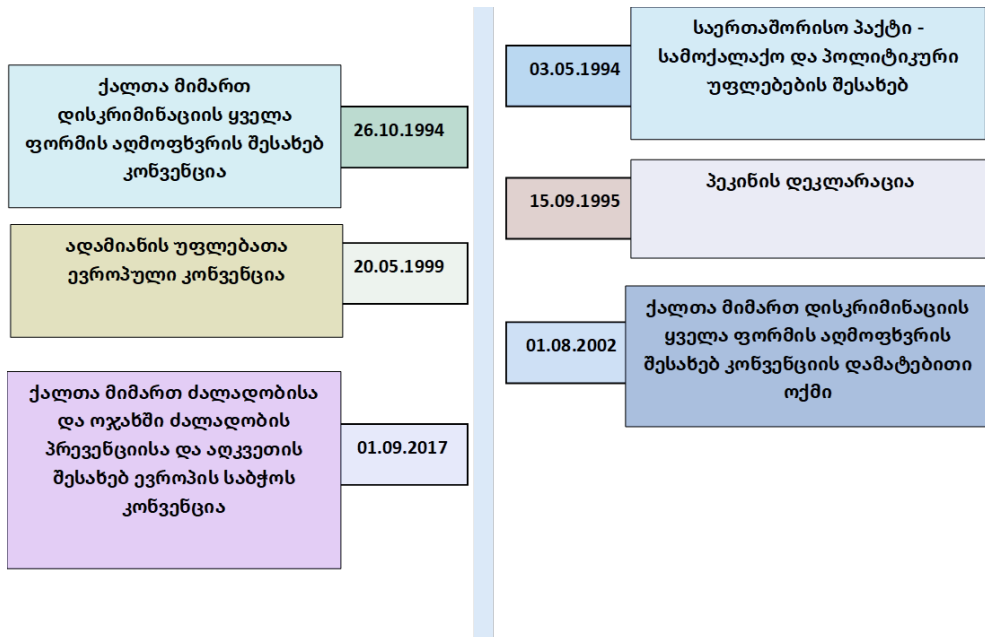 საერთაშორისო პაქტი -
სამოქალაქო და პოლიტიკური
უფლებების შესახებ
03.05.1994
ქალთა მიმართ
დისკრიმინაციის ყველა
ფორმის აღმოფხვრის შესახებ
კონვენცია
26.10.1994
პეკინის დეკლარაცია
15.09.1995
ადამიანის უფლებათა
ევროპული კონვენცია
20.05.1999
ქალთა მიმართ დისკრიმინაციის
ყველა ფორმის აღმოფხვრის
შესახებ კონვენციის დამატებითი
ოქმი
01.08.2002
ქალთა მიმართ ძალადობისა
და ოჯახში ძალადობის
პრევენციისა და აღკვეთის
შესახებ ევროპის საბჭოს
კონვენცია
01.09.2017